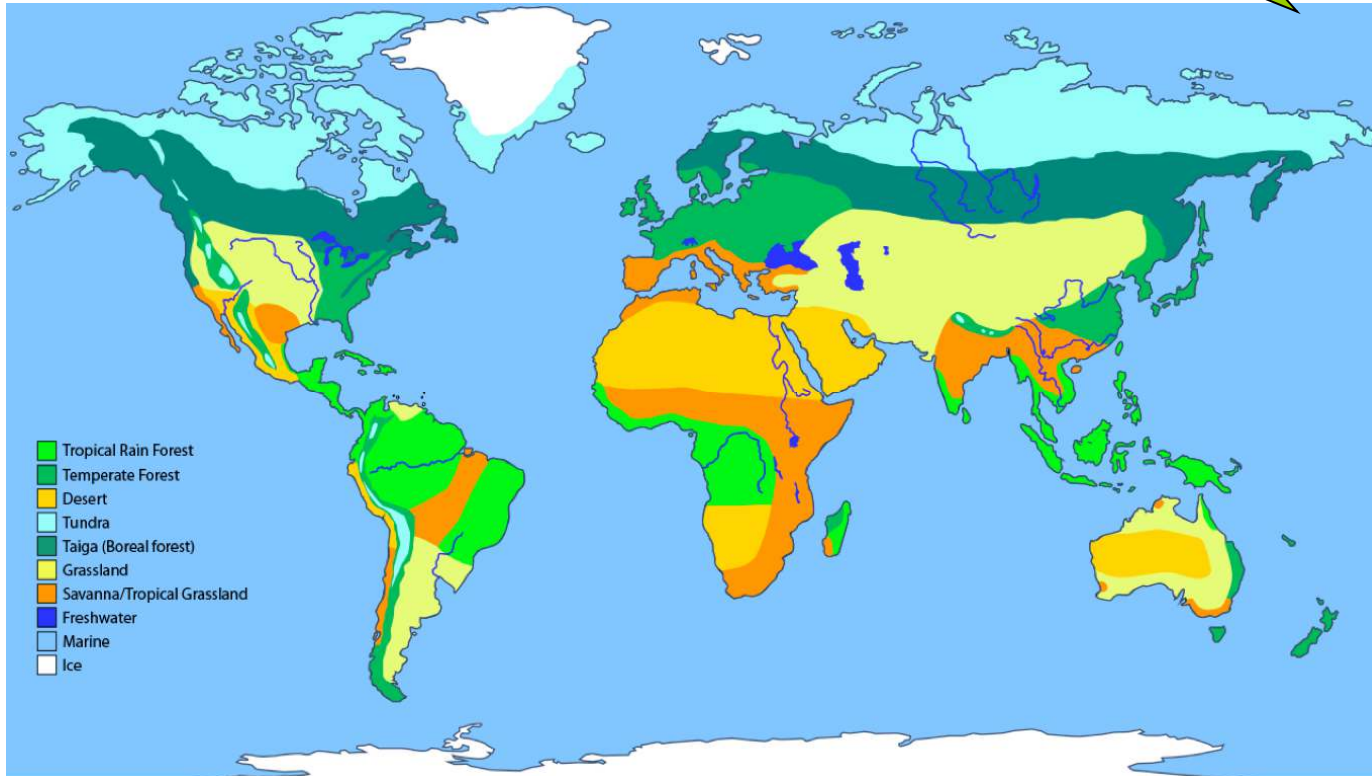 Tropical Rain Forest
Temperate Forest
Desert
Tundra
Taiga (Boreal forest)
Grassland
Savanna/Tropical Grassland
Freshwater
Marine
Ice